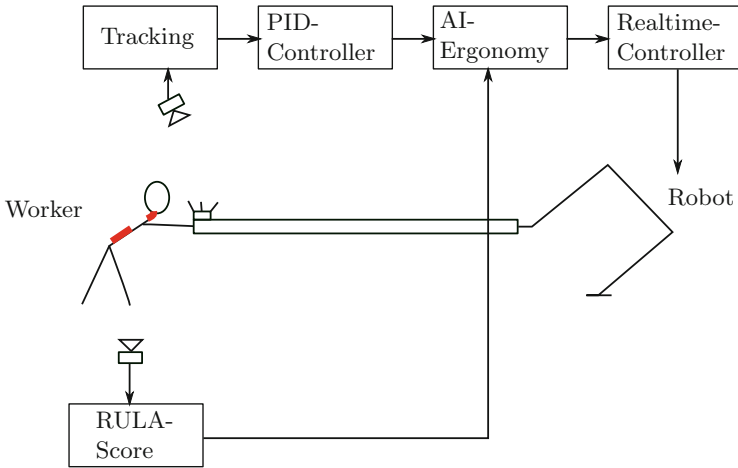 Tracking
PID-
Controller
AI-
Ergonomy
Realtime-
Controller
Worker
Robot
RULA-
Score